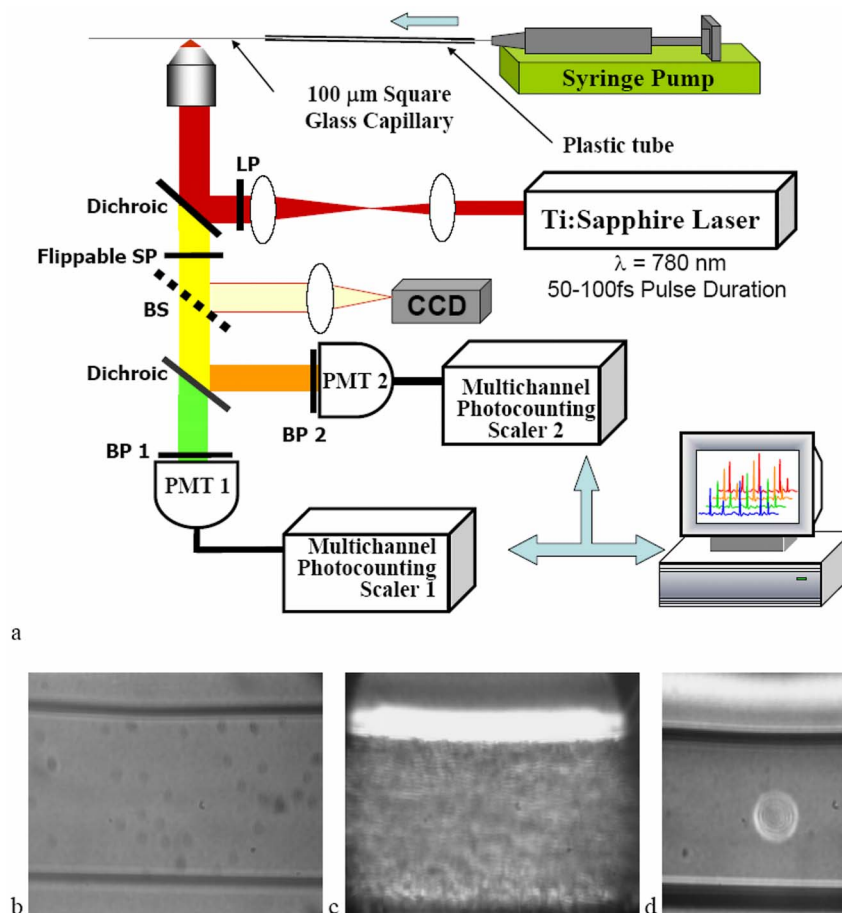 Syringe Pump
100 μm Square
Glass Capillary
Plastic tube
LP
Dichroic
Ti:Sapphire Laser
λ = 780 nm
50-100fs Pulse Duration
Flippable SP
BS
CCD
Dichroic
PMT 2
Multichannel
Photocounting
Scaler 2
BP 2
BP 1
PMT 1
Multichannel
Photocounting
Scaler 1
a
b
c
d